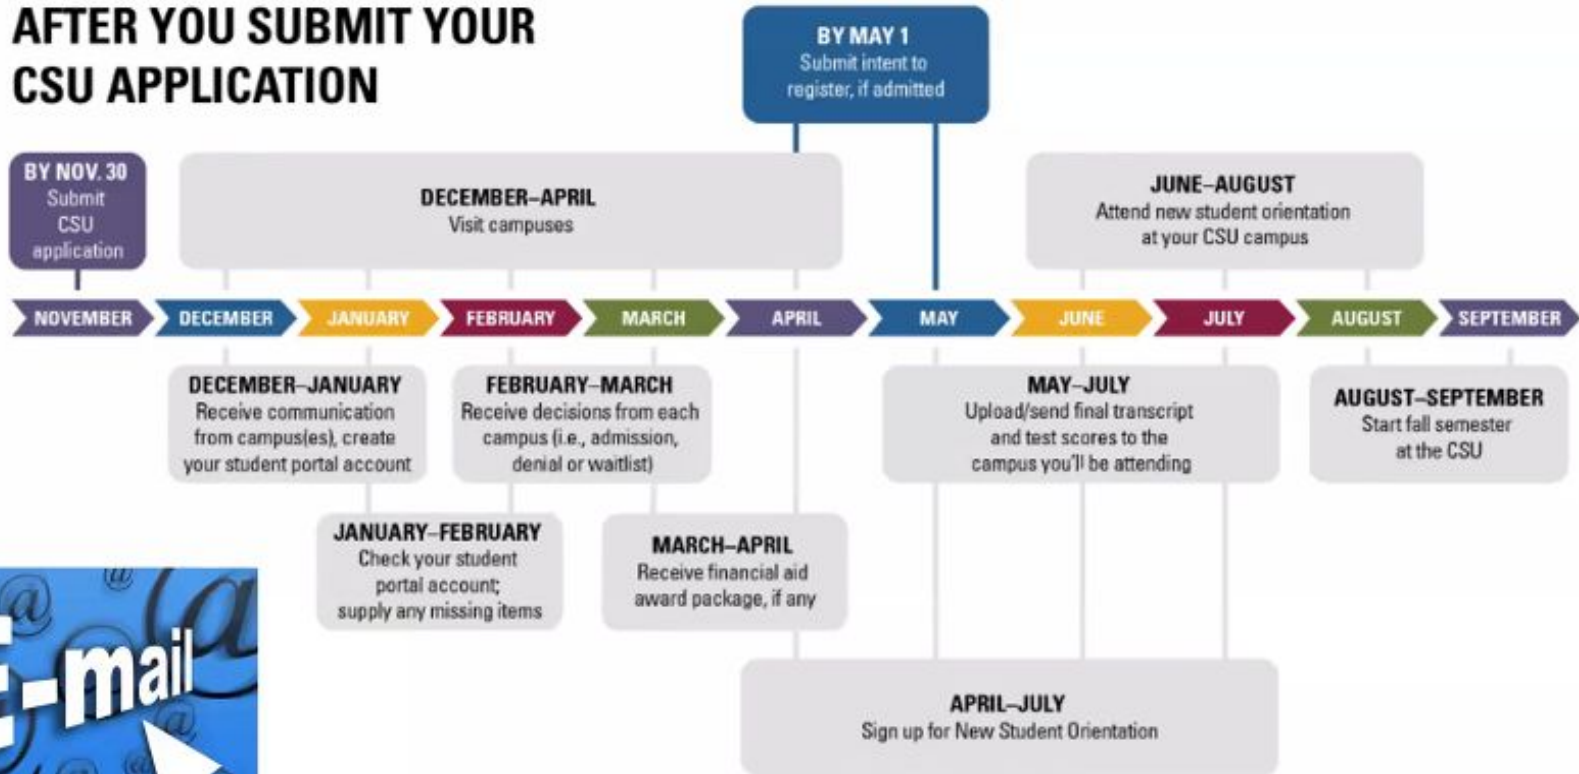 AFTER YOU SUBMIT YOUR
CSU APPLICATION
BY MAY 1
Submit intent to
register, if admitted
BY NOV. 30
Submit
CSU
application
DECEMBER–APRIL
Visit campuses
JUNE–AUGUST
Attend new student orientation
at your CSU campus
NOVEMBER
DECEMBER
JANUARY
FEBRUARY
MARCH
APRIL
MAY
JUNE
JULY
AUGUST
SEPTEMBER
DECEMBER–JANUARY
Receive communication
from campus(es), create
your student portal account
FEBRUARY–MARCH
Receive decisions from each
campus (i.e., admission,
denial or waitlist)
MAY–JULY
Upload/send final transcript
and test scores to the
campus you'll be attending
AUGUST–SEPTEMBER
Start fall semester
at the CSU
JANUARY–FEBRUARY
Check your student
portal account;
supply any missing items
MARCH–APRIL
Receive financial aid
award package, if any
APRIL–JULY
Sign up for New Student Orientation
@ @ @
E-mail
@